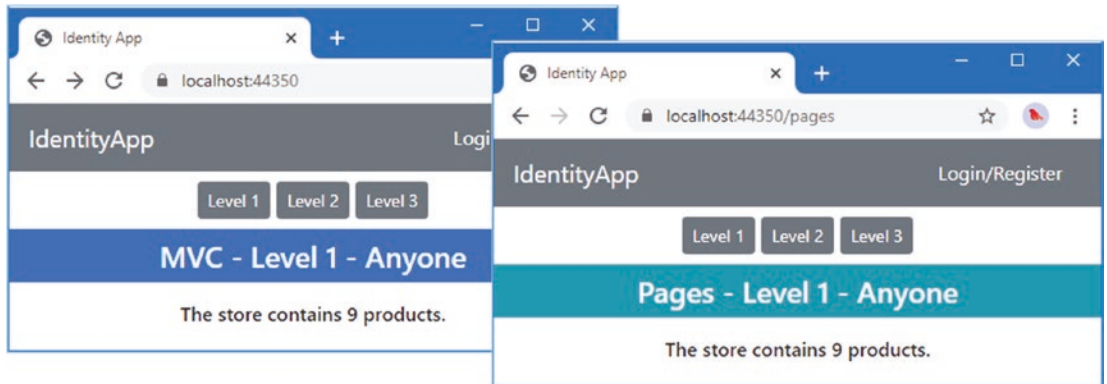 Identity App
localhost:44350
IdentityApp
Logi
Level 1 Level 2 Level 3
MVC - Level 1 - Anyone
The store contains 9 products.
Identity App
localhost:44350/pages
IdentityApp
Login/Register
Level 1 Level 2 Level 3
Pages - Level 1 - Anyone
The store contains 9 products.